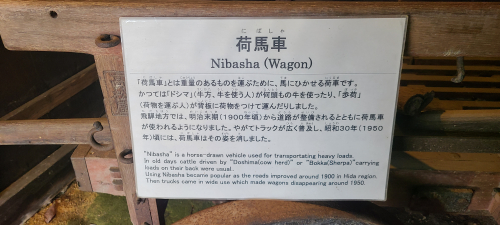 にばしゃ
荷馬車
Nibasha (Wagon)
「荷馬車」とは重量のあるものを運ぶために、馬にひかせる荷車です。
かつては「ドシマ」(牛方、牛を使う人)が何頭もの牛を使ったり、「歩荷」
(荷物を運ぶ人)が背板に荷物をつけて運んだりしました。
飛騨地方では、明治末期(1900年頃)から道路が整備されるとともに荷馬車
が使われるようになりました。やがてトラックが広く普及し、昭和30年(1950
年)頃には、荷馬車はその姿を消しました。
"Nibasha" is a horse-drawn vehicle used for transportating heavy loads.
In old days cattle driven by "Doshima(cow herd)" or "Bokka(Sherpa)"carrying
loads on their back were usual.
Using Nibasha became popular as the roads improved around 1900 in Hida region.
Then trucks came in wide use which made wagons disappearing around 1950.